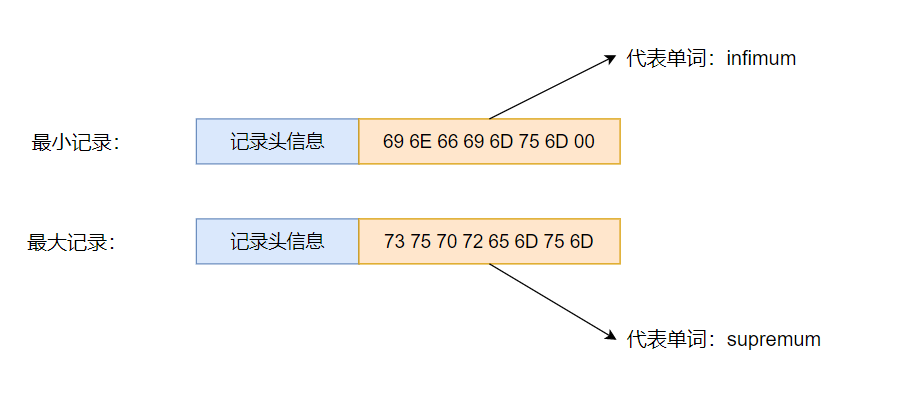 代表单词：infimum
最小记录：
记录头信息
69 6E 66 69 6D 75 6D 00
最大记录：
记录头信息
73 75 70 72 65 6D 75 6D
代表单词：supremum